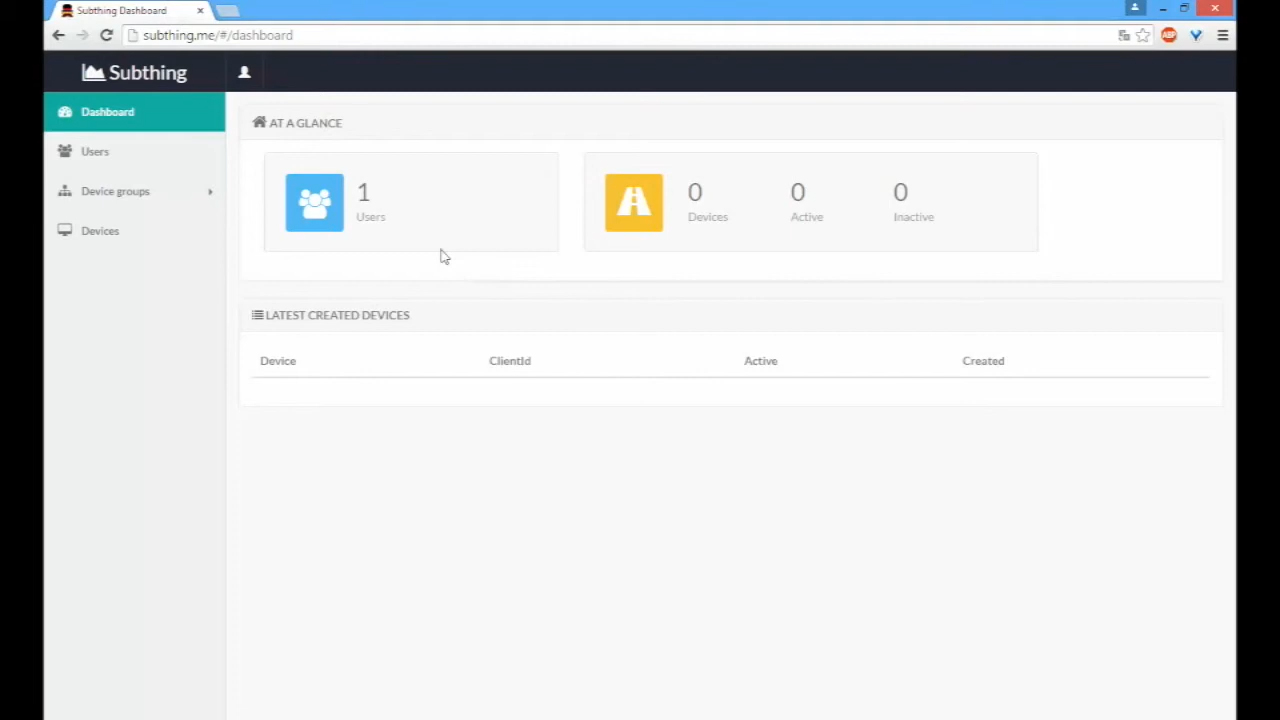 Subthing Dashboard
subthing.me/#/dashboard
ABP
Subthing
Dashboard
Users
Device groups
Devices
AT A GLANCE
1
Users
0
Devices
0
Active
0
Inactive
LATEST CREATED DEVICES
Device ClientId Active Created